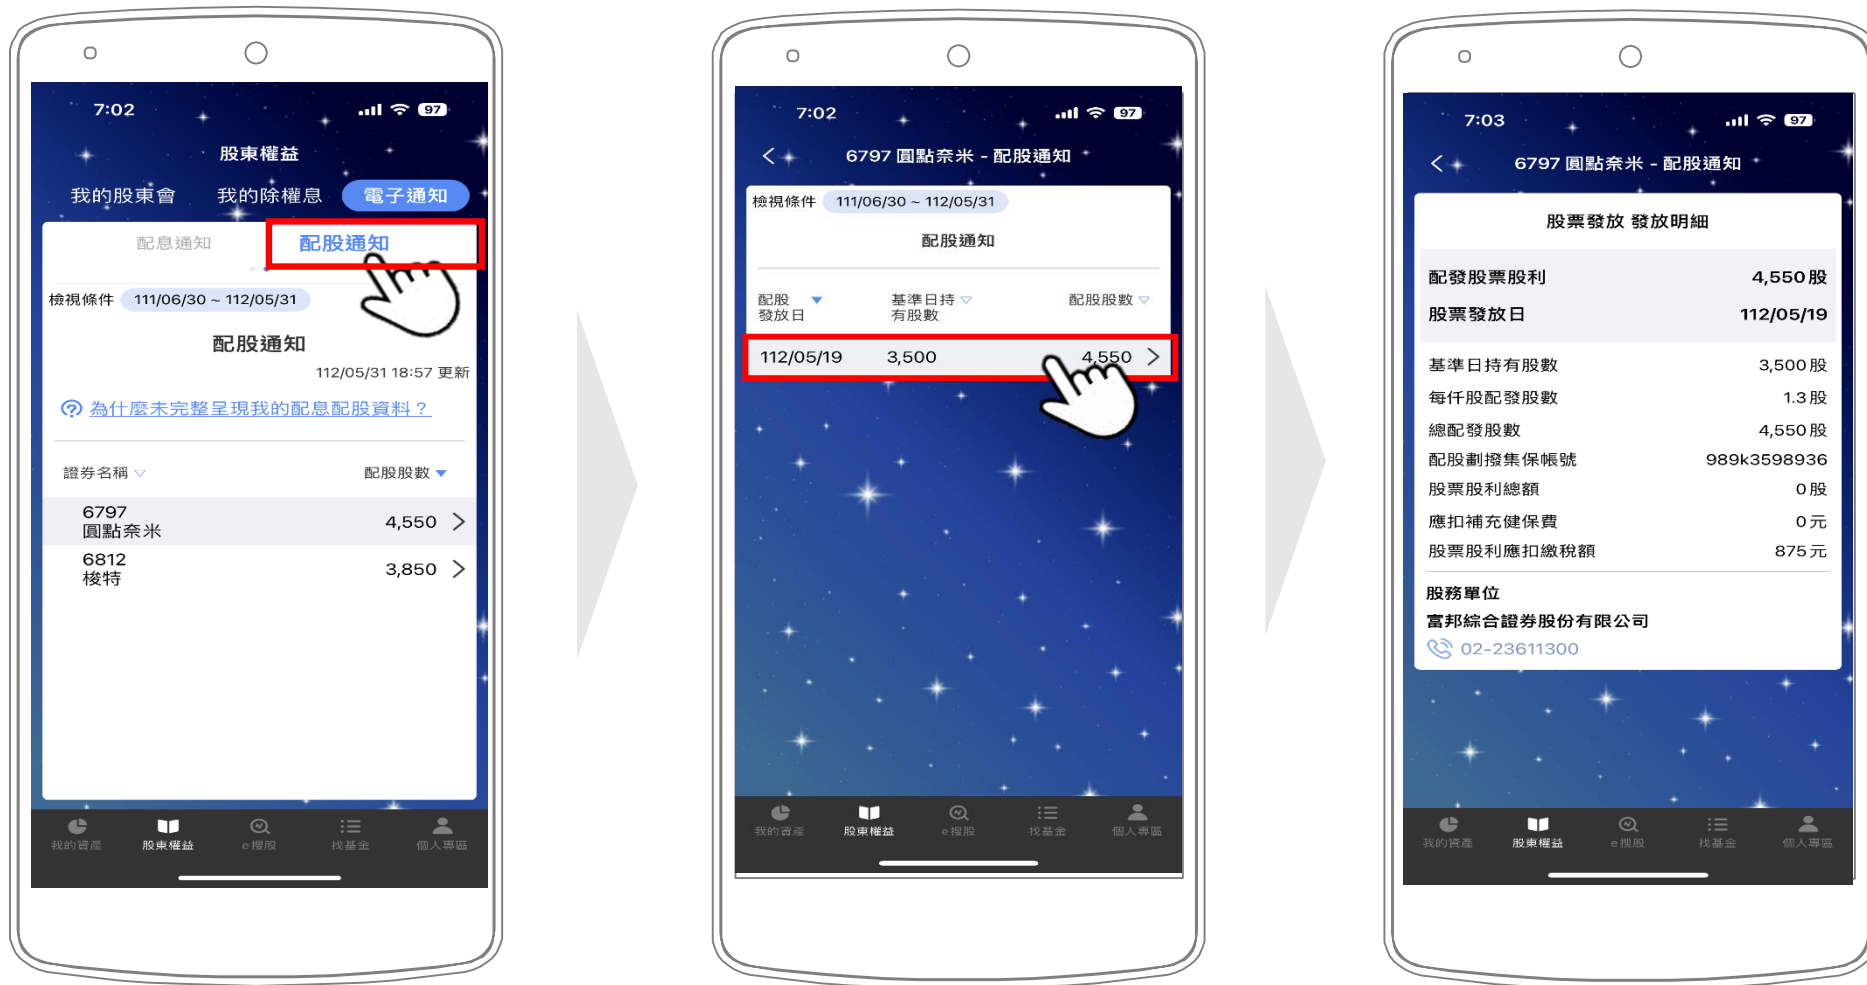 7:02
97
股東權益
我的股東會 我的除權息 電子通知
配息通知 配股通知
檢視條件 111/06/30 ~ 112/05/31
配股通知
112/05/31 18:57 更新
為什麼未完整呈現我的配息配股資料？
證券名稱 配股股數
6797
圓點奈米 4,550
6812
梭特 3,850
我的資產 股東權益 e搜股 找基金 個人專區
7:02
97
6797 圓點奈米 - 配股通知
檢視條件 111/06/30 ~ 112/05/31
配股通知
配股 基準日持 配股股數
發放日 有股數
112/05/19 3,500 4,550
我的資產 股東權益 e搜股 找基金 個人專區
7:03
97
6797 圓點奈米 - 配股通知
股票發放 發放明細
配發股票股利 4,550股
股票發放日 112/05/19
基準日持有股數 3,500股
每仟股配發股數 1.3股
總配發股數 4,550股
配股劃撥集保帳號 989k3598936
股票股利總額 0股
應扣補充健保費 0元
股票股利應扣繳稅額 875元
股務單位
富邦綜合證券股份有限公司
02-23611300
我的資產 股東權益 e搜股 找基金 個人專區